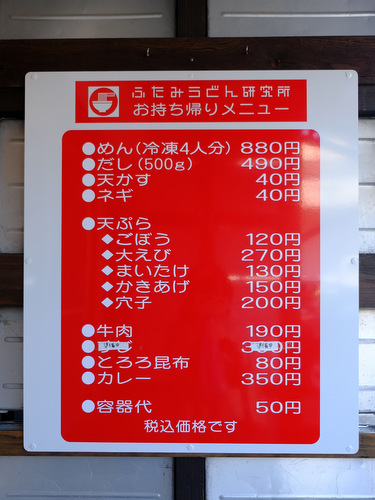 ふたみうどん研究所
お持ち帰りメニュー
●めん(冷凍4人分) 880円
●だし(500g) 490円
●天かす 40円
●ネギ 40円
●天ぷら
◆ごぼう 120円
◆大えび 270円
◆まいたけ 130円
◆かきあげ 150円
◆穴子 200円
●牛肉 190円
●とろろ昆布 80円
●カレー 350円
●容器代 50円
税込価格です